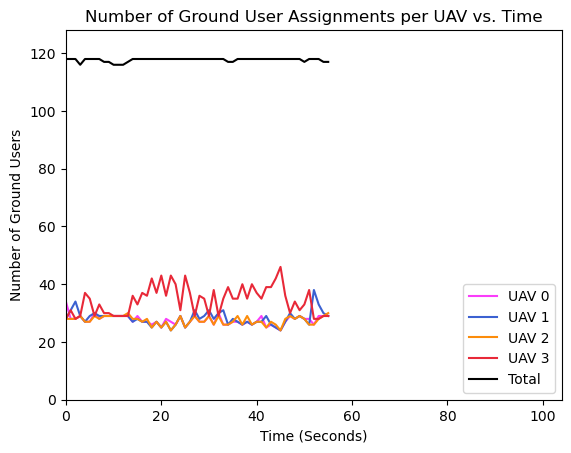 Number of Ground User Assignments per UAV vs. Time
Number of Ground Users
120
100
80
60
40
20
0
0 20 40 60 80 100
Time (Seconds)
UAV 0
UAV 1
UAV 2
UAV 3
Total